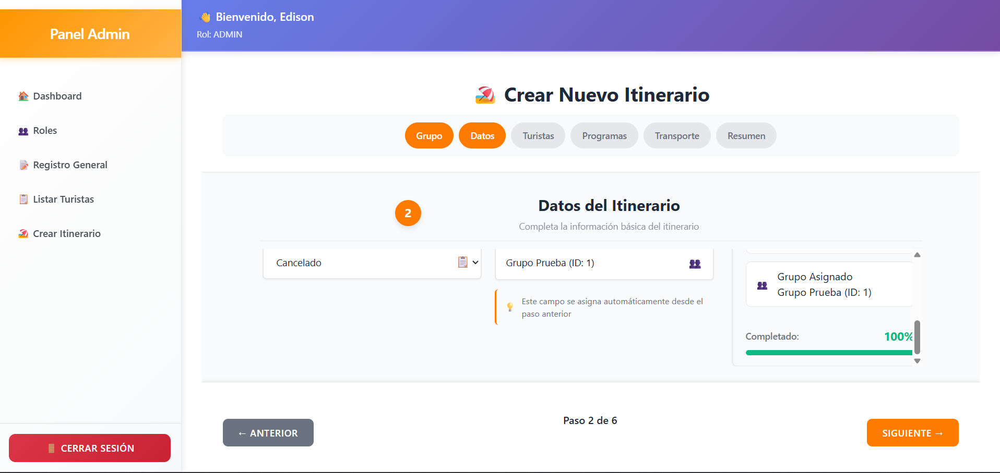 Panel Admin
👋 Bienvenido, Edison
Rol: ADMIN
Dashboard
Roles
Registro General
Listar Turistas
Crear Itinerario
CERRAR SESIÓN
Crear Nuevo Itinerario
Grupo
Datos
Turistas
Programas
Transporte
Resumen
2
Datos del Itinerario
Completa la información básica del itinerario
Cancelado
Grupo Prueba (ID: 1)
Este campo se asigna automáticamente desde el
paso anterior
Grupo Asignado
Grupo Prueba (ID: 1)
Completado:
100%
← ANTERIOR
Paso 2 de 6
SIGUIENTE →